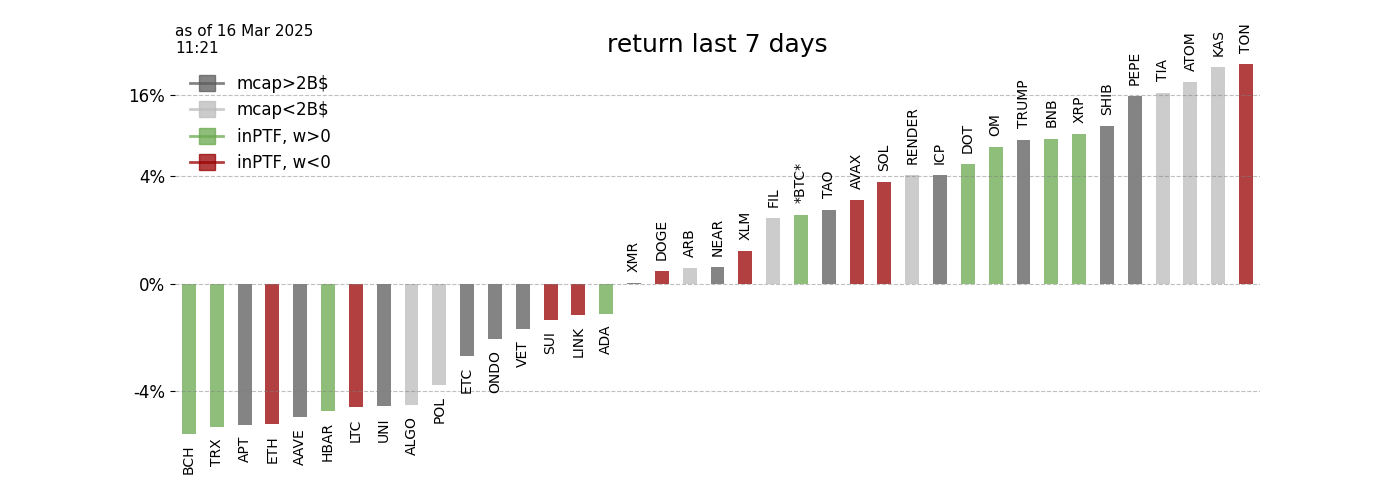 as of 16 Mar 2025
11:21
return last 7 days
mcap>2B$
mcap<2B$
inPTF, w>0
inPTF, w<0
16%
4%
0%
-4%
BCH
TRX
APT
ETH
AAVE
HBAR
LTC
UNI
ALGO
POL
ETC
ONDO
VET
SUI
LINK
ADA
XMR
DOGE
ARB
NEAR
XLM
FIL
*BTC*
TAO
AVAX
SOL
RENDER
ICP
DOT
OM
TRUMP
BNB
XRP
SHIB
PEPE
TIA
ATOM
KAS
TON